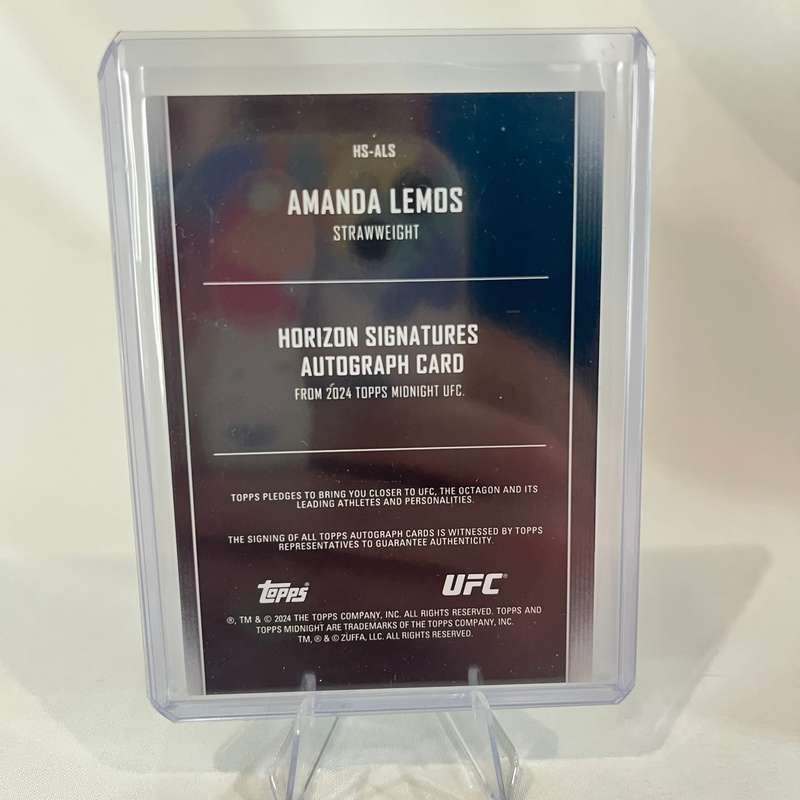 HS-ALS
AMANDA LEMOS
STRAWWEIGHT
HORIZON SIGNATURES
AUTOGRAPH CARD
FROM 2024 TOPPS MIDNIGHT UFC.
TOPPS PLEDGES TO BRING YOU CLOSER TO UFC, THE OCTAGON AND ITS
LEADING ATHLETES AND PERSONALITIES.
THE SIGNING OF ALL TOPPS AUTOGRAPH CARDS IS WITNESSED BY TOPPS
REPRESENTATIVES TO GUARANTEE AUTHENTICITY.
topps® UFC®
®, TM & © 2024 THE TOPPS COMPANY, INC. ALL RIGHTS RESERVED. TOPPS AND
TOPPS MIDNIGHT ARE TRADEMARKS OF THE TOPPS COMPANY, INC.
TM, ® & © ZUFFA, LLC. ALL RIGHTS RESERVED.